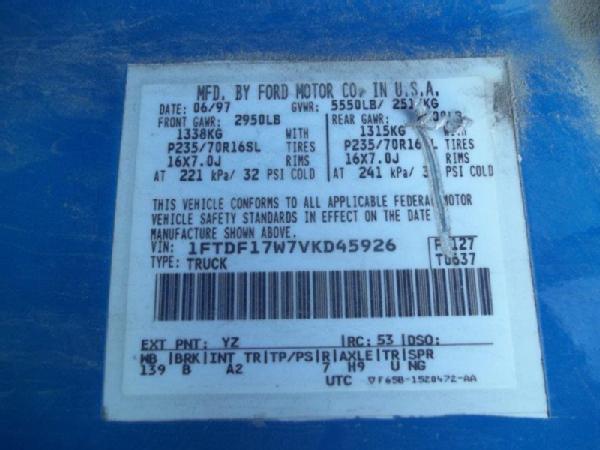 MFD. BY FORD MOTOR CO. IN U.S.A.
DATE: 06/97 GVWR: 5550LB/
FRONT GAWR: 2950LB REAR GAWR:
1338KG WITH 1315KG WITH
P235/70R16SL TIRES P235/70R16SL TIRES
16X7.0J RIMS 16X7.0J RIMS
AT 221 kPa/ 32 PSI COLD AT 241 kPa/ PSI COLD
THIS VEHICLE CONFORMS TO ALL APPLICABLE FEDERAL MOTOR
VEHICLE SAFETY STANDARDS IN EFFECT ON THE DATE
MANUFACTURE SHOWN ABOVE.
VIN: 1FTDF17W7VKD45926
TYPE: TRUCK T0637
EXT PNT: YZ RC: 53 DSO:
WB BRK INT TR TP/PS R AXLE TR SPR
139 B A2 7 H9 U NG
UTC ▽F65B-1520472-AA